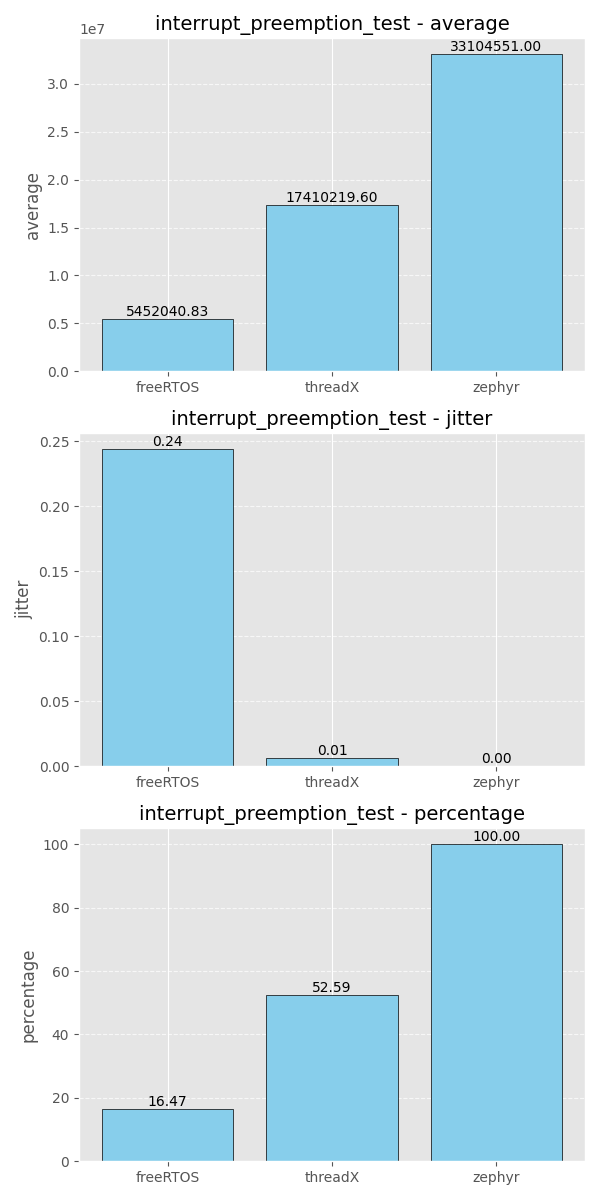 interrupt_preemption_test - average
1e7
33104551.00
3.0
2.5
2.0
17410219.60
1.5
1.0
5452040.83
0.5
0.0
average
freeRTOS threadX zephyr
interrupt_preemption_test - jitter
0.25
0.24
0.20
0.15
0.10
0.05
0.01
0.00
0.00
jitter
freeRTOS threadX zephyr
interrupt_preemption_test - percentage
100.00
100
80
60
52.59
40
20
16.47
0
percentage
freeRTOS threadX zephyr